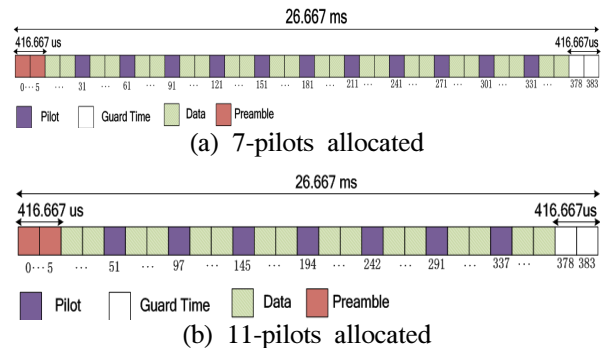 26.667 ms
416.667 us 416.667us
0⋯5 ⋯ 31 ⋯ 61 ⋯ 91 ⋯ 121 ⋯ 151 ⋯ 181 ⋯ 211 ⋯ 241 ⋯ 271 ⋯ 301 ⋯ 331 ⋯ 378 383
Pilot Guard Time Data Preamble
(a) 7-pilots allocated
26.667 ms
416.667 us 416.667us
0⋯5 ⋯ 51 ⋯ 97 ⋯ 145 ⋯ 194 ⋯ 242 ⋯ 291 ⋯ 337 ⋯ 378 383
Pilot Guard Time Data Preamble
(b) 11-pilots allocated